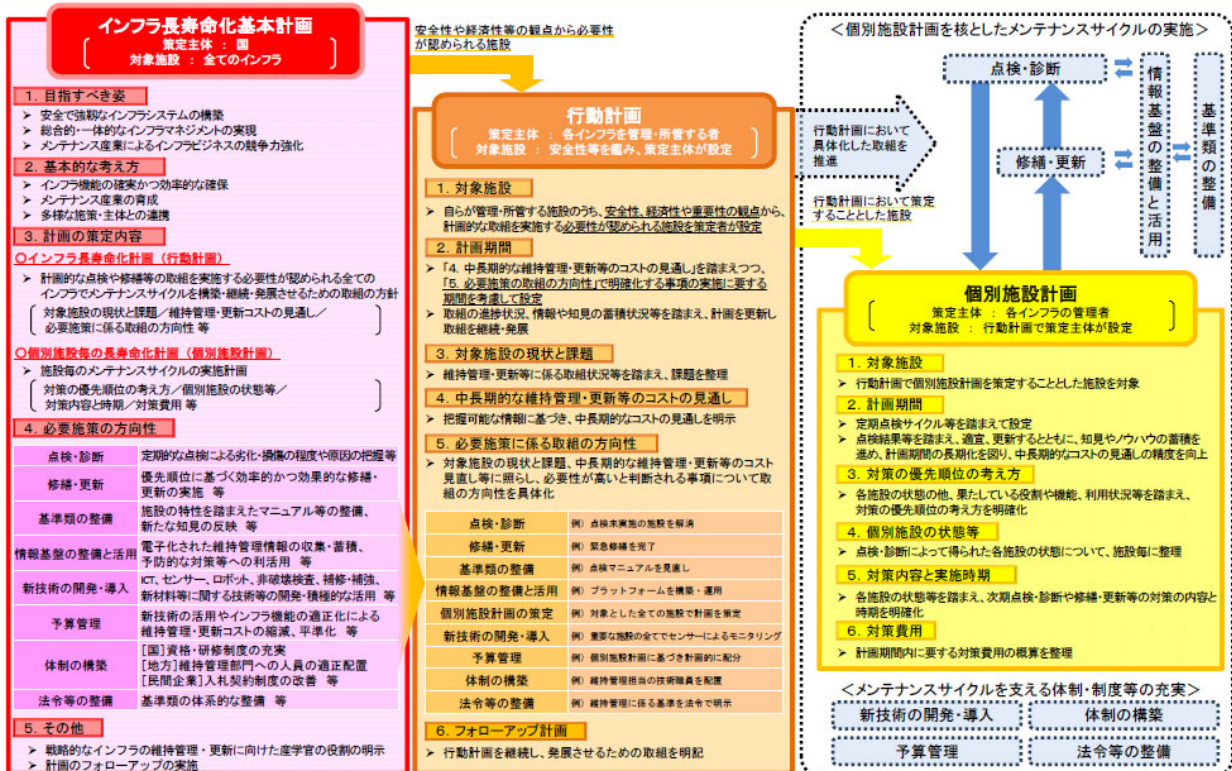 インフラ長寿命化基本計画
策定主体 : 国
対象施設 : 全てのインフラ
1. 目指すべき姿
➢ 安全で強靱なインフラシステムの構築
➢ 総合的・一体的なインフラマネジメントの実現
➢ メンテナンス産業によるインフラビジネスの競争力強化
2. 基本的な考え方
➢ インフラ機能の確実かつ効率的な確保
➢ メンテナンス産業の育成
➢ 多様な施策・主体との連携
3. 計画の策定内容
○インフラ長寿命化計画（行動計画）
➢ 計画的な点検や修繕等の取組を実施する必要性が認められる全ての
インフラでメンテナンスサイクルを構築・継続・発展させるための取組の方針
対象施設の現状と課題／維持管理・更新コストの見通し／
必要施策に係る取組の方向性 等
○個別施設毎の長寿命化計画（個別施設計画）
➢ 施設毎のメンテナンスサイクルの実施計画
対策の優先順位の考え方／個別施設の状態等／
対策内容と時期／対策費用 等
4. 必要施策の方向性
点検・診断 定期的な点検による劣化・損傷の程度や原因の把握等
修繕・更新 優先順位に基づく効率的かつ効果的な修繕・
更新の実施 等
基準類の整備 施設の特性を踏まえたマニュアル等の整備、
新たな知見の反映 等
情報基盤の整備と活用 電子化された維持管理情報の収集・蓄積、
予防的な対策等への利活用 等
新技術の開発・導入 ICT、センサー、ロボット、非破壊検査、補修・補強、
新材料等に関する技術等の開発・積極的な活用 等
予算管理 新技術の活用やインフラ機能の適正化による
維持管理・更新コストの縮減、平準化 等
体制の構築 [国]資格・研修制度の充実
[地方]維持管理部門への人員の適正配置
[民間企業]入札契約制度の改善 等
法令等の整備 基準類の体系的な整備 等
5. その他
➢ 戦略的なインフラの維持管理・更新に向けた産学官の役割の明示
➢ 計画のフォローアップの実施
安全性や経済性等の観点から必要性
が認められる施設
行動計画
策定主体 : 各インフラを管理・所管する者
対象施設 : 安全性等を鑑み、策定主体が設定
1. 対象施設
➢ 自らが管理・所管する施設のうち、安全性、経済性や重要性の観点から、
計画的な取組を実施する必要性が認められる施設を策定者が設定
2. 計画期間
➢ 「4. 中長期的な維持管理・更新等のコストの見通し」を踏まえつつ、
「5. 必要施策の取組の方向性」で明確化する事項の実施に要する
期間を考慮して設定
➢ 取組の進捗状況、情報や知見の蓄積状況等を踏まえ、計画を更新し
取組を継続・発展
3. 対象施設の現状と課題
➢ 維持管理・更新等に係る取組状況等を踏まえ、課題を整理
4. 中長期的な維持管理・更新等のコストの見通し
➢ 把握可能な情報に基づき、中長期的なコストの見通しを明示
5. 必要施策に係る取組の方向性
➢ 対象施設の現状と課題、中長期的な維持管理・更新等のコスト
見直し等に照らし、必要性が高いと判断される事項について取
組の方向性を具体化
点検・診断 例）点検未実施の施設を解消
修繕・更新 例）緊急修繕を完了
基準類の整備 例）点検マニュアルを見直し
情報基盤の整備と活用 例）プラットフォームを構築・運用
個別施設計画の策定 例）対象とした全ての施設で計画を策定
新技術の開発・導入 例）重要な施設の全てでセンサーによるモニタリング
予算管理 例）個別施設計画に基づき計画的に配分
体制の構築 例）維持管理担当の技術職員を配置
法令等の整備 例）維持管理に係る基準を法令で明示
6. フォローアップ計画
➢ 行動計画を継続し、発展させるための取組を明記
＜個別施設計画を核としたメンテナンスサイクルの実施＞
点検・診断
修繕・更新
情報基盤の整備と活用
基準類の整備
行動計画において
具体化した取組を
推進
行動計画において策定
することとした施設
個別施設計画
策定主体 : 各インフラの管理者
対象施設 : 行動計画で策定主体が設定
1. 対象施設
➢ 行動計画で個別施設計画を策定することとした施設を対象
2. 計画期間
➢ 定期点検サイクル等を踏まえて設定
➢ 点検結果等を踏まえ、適宜、更新するとともに、知見やノウハウの蓄積を
進め、計画期間の長期化を図り、中長期的なコストの見通しの精度を向上
3. 対策の優先順位の考え方
➢ 各施設の状態の他、果たしている役割や機能、利用状況等を踏まえ、
対策の優先順位の考え方を明確化
4. 個別施設の状態等
➢ 点検・診断によって得られた各施設の状態について、施設毎に整理
5. 対策内容と実施時期
➢ 各施設の状態等を踏まえ、次期点検・診断や修繕・更新等の対策の内容と
時期を明確化
6. 対策費用
➢ 計画期間内に要する対策費用の概算を整理
＜メンテナンスサイクルを支える体制・制度等の充実＞
新技術の開発・導入 体制の構築
予算管理 法令等の整備